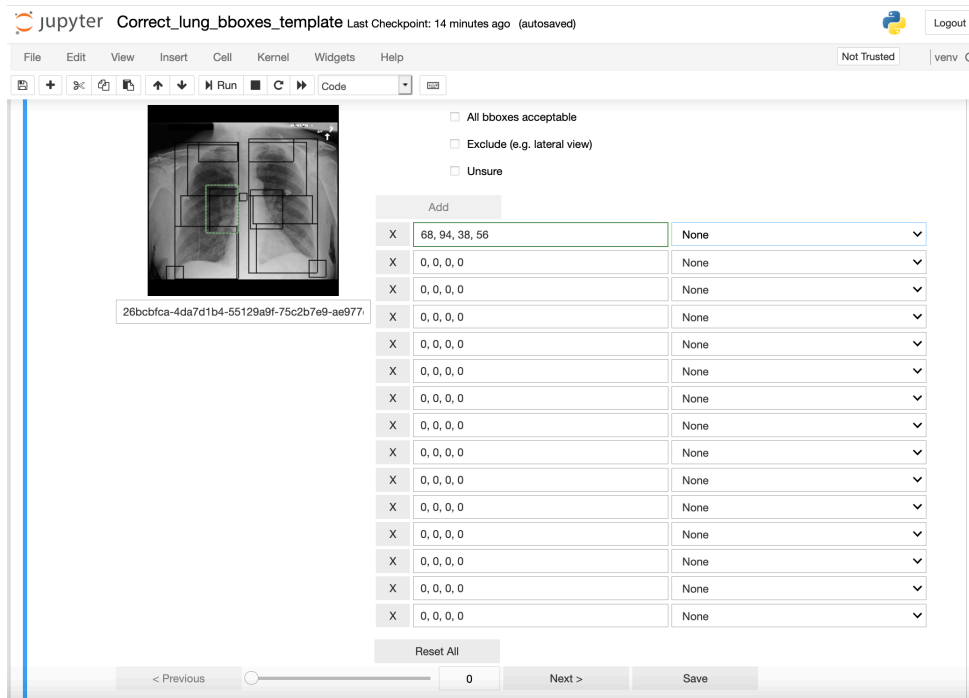 jupyter Correct_lung_bboxes_template Last Checkpoint: 14 minutes ago (autosaved) Logout
File Edit View Insert Cell Kernel Widgets Help Not Trusted venv
Run Code
All bboxes acceptable
Exclude (e.g. lateral view)
Unsure
Add
X 68, 94, 38, 56 None
X 0, 0, 0, 0 None
X 0, 0, 0, 0 None
26bcbfca-4da7d1b4-55129a9f-75c2b7e9-ae977 X 0, 0, 0, 0 None
X 0, 0, 0, 0 None
X 0, 0, 0, 0 None
X 0, 0, 0, 0 None
X 0, 0, 0, 0 None
X 0, 0, 0, 0 None
X 0, 0, 0, 0 None
X 0, 0, 0, 0 None
X 0, 0, 0, 0 None
X 0, 0, 0, 0 None
X 0, 0, 0, 0 None
X 0, 0, 0, 0 None
Reset All
< Previous 0 Next > Save